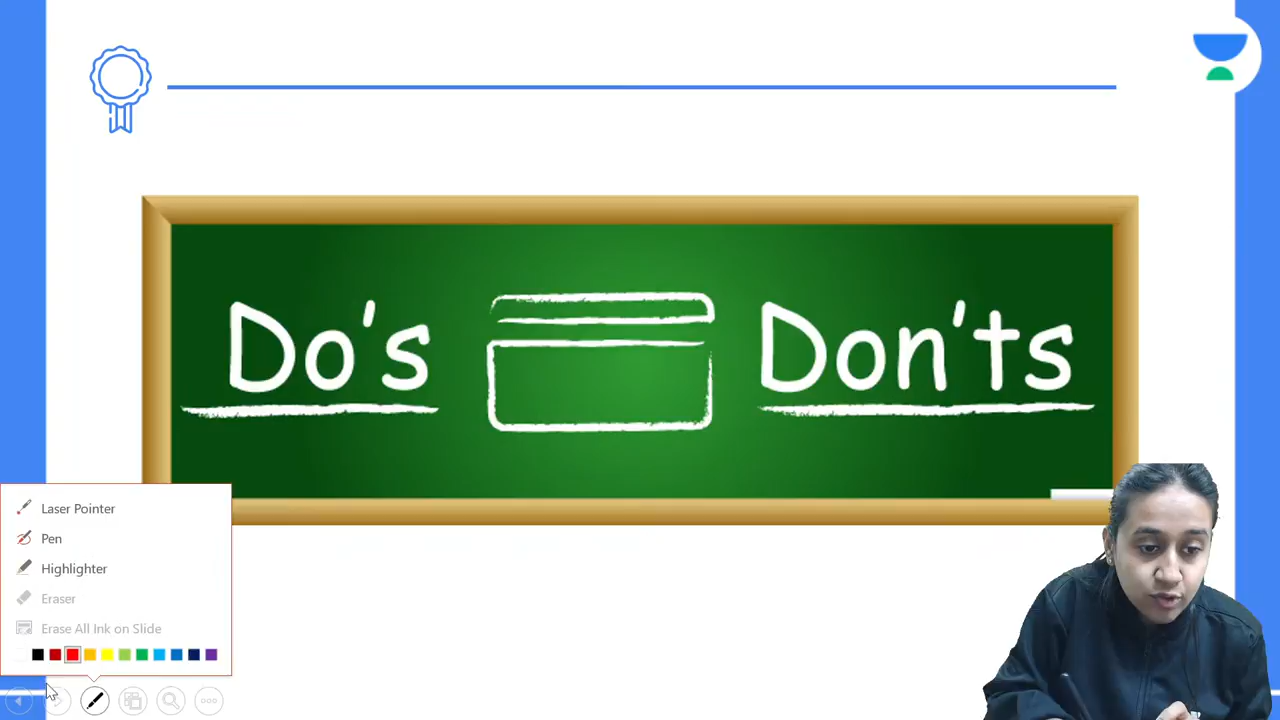 Do's Don'ts
Laser Pointer
Pen
Highlighter
Eraser
Erase All Ink on Slide